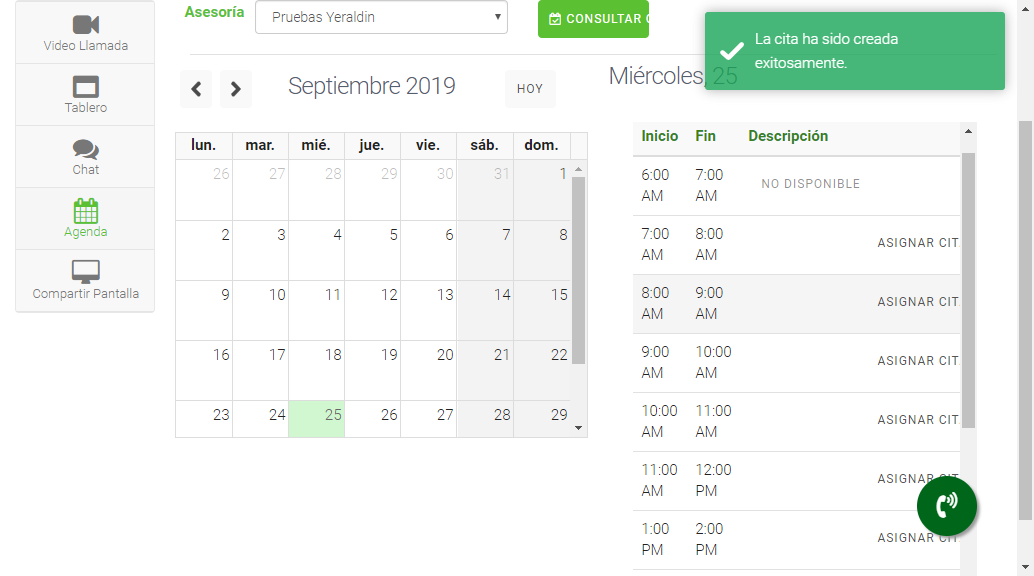 Video Llamada
Tablero
Chat
Agenda
Compartir Pantalla
Asesoría
Pruebas Yeraldin
CONSULTAR
La cita ha sido creada
exitosamente.
Septiembre 2019
HOY
Miércoles, 25
lun. mar. mié. jue. vie. sáb. dom.
26 27 28 29 30 31 1
2 3 4 5 6 7 8
9 10 11 12 13 14 15
16 17 18 19 20 21 22
23 24 25 26 27 28 29
Inicio Fin Descripción
6:00 7:00
AM AM
NO DISPONIBLE
7:00 8:00
AM AM
ASIGNAR CIT
8:00 9:00
AM AM
ASIGNAR CIT
9:00 10:00
AM AM
ASIGNAR CIT
10:00 11:00
AM AM
ASIGNAR CIT
11:00 12:00
AM PM
ASIGNAR CIT
1:00 2:00
PM PM
ASIGNAR CIT